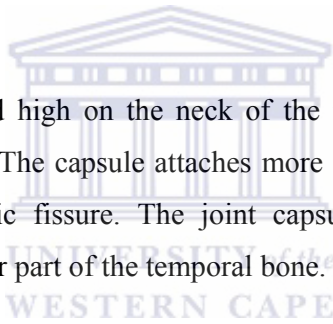 high on the neck of the
The capsule attaches more
ic fissure. The joint capsu
r part of the temporal bone.
UNIVERSITY of the
WESTERN CAPE